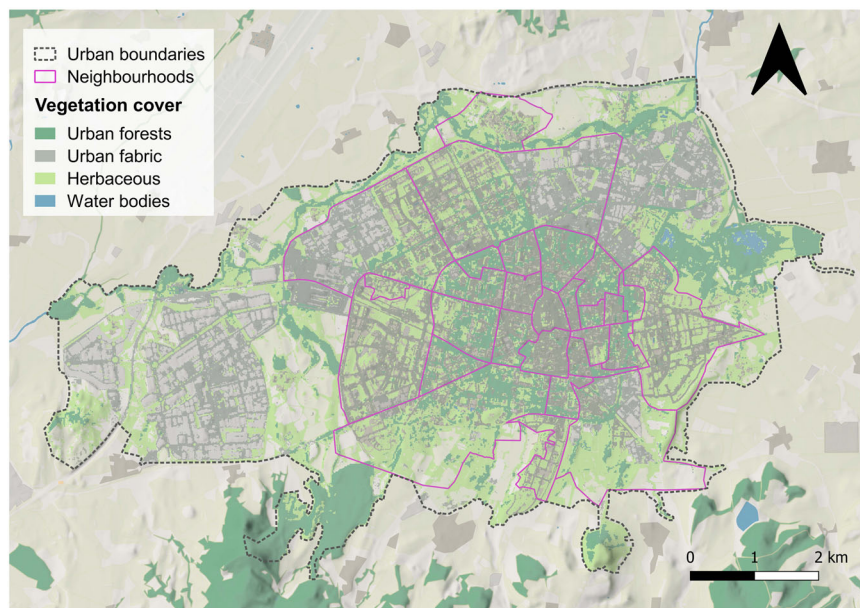 Urban boundaries
Neighbourhoods
Vegetation cover
Urban forests
Urban fabric
Herbaceous
Water bodies
0 1 2 km